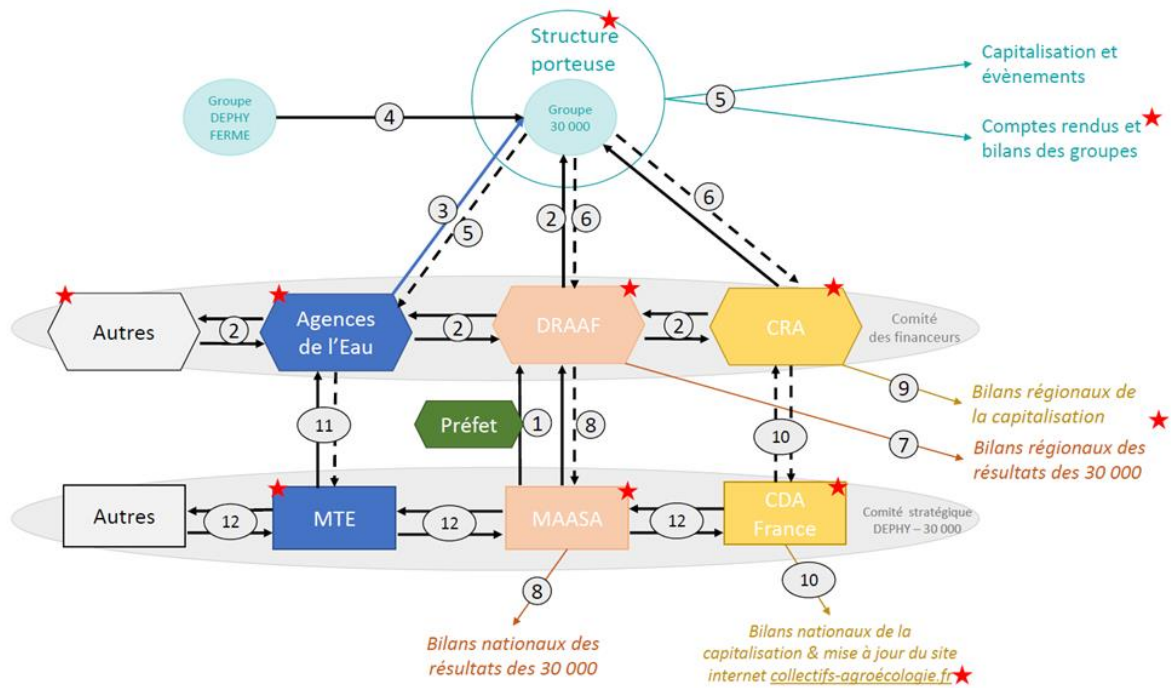 Structure
porteuse
Capitalisation et
évènements
Groupe
DEPHY
FERME
4
Groupe
30 000
5
Comptes rendus et
bilans des groupes
3
5
2
6
6
Autres
2
Agences
de l'Eau
2
DRAAF
2
CRA
Comité
des financeurs
9
Bilans régionaux de
la capitalisation
11
Préfet
1
8
10
7
Bilans régionaux des
résultats des 30 000
Autres
12
MTE
12
MAASA
12
CDA
France
Comité stratégique
DEPHY – 30 000
8
10
Bilans nationaux des
résultats des 30 000
Bilans nationaux de la
capitalisation & mise à jour du site
internet collectifs-agroécologie.fr